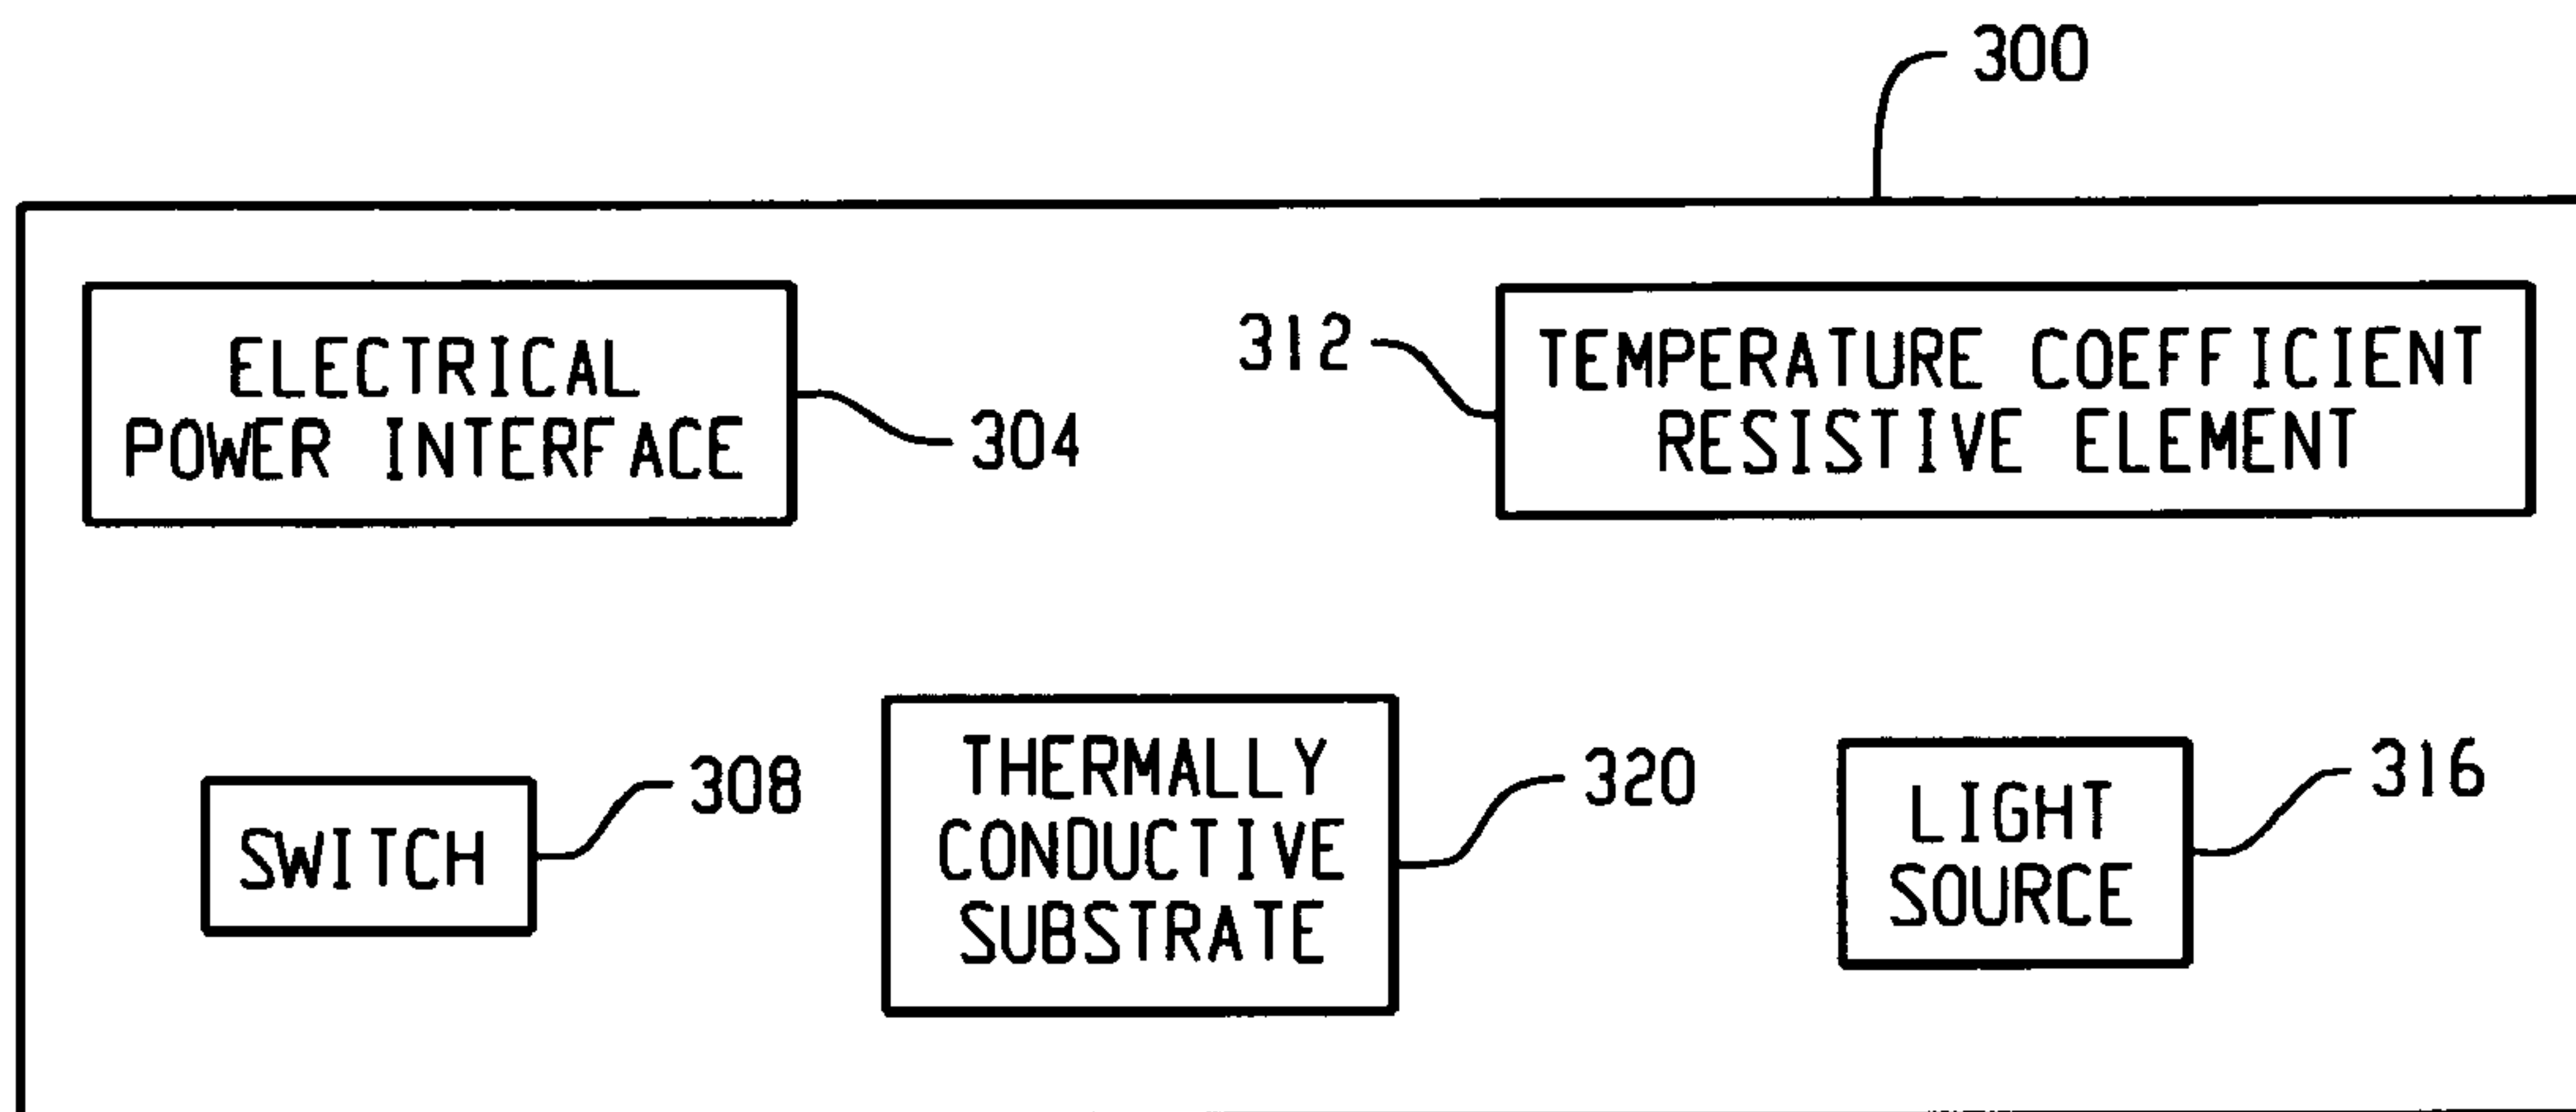 300
ELECTRICAL
POWER INTERFACE
304
312
TEMPERATURE COEFFICIENT
RESISTIVE ELEMENT
SWITCH
308
THERMALLY
CONDUCTIVE
SUBSTRATE
320
LIGHT
SOURCE
316